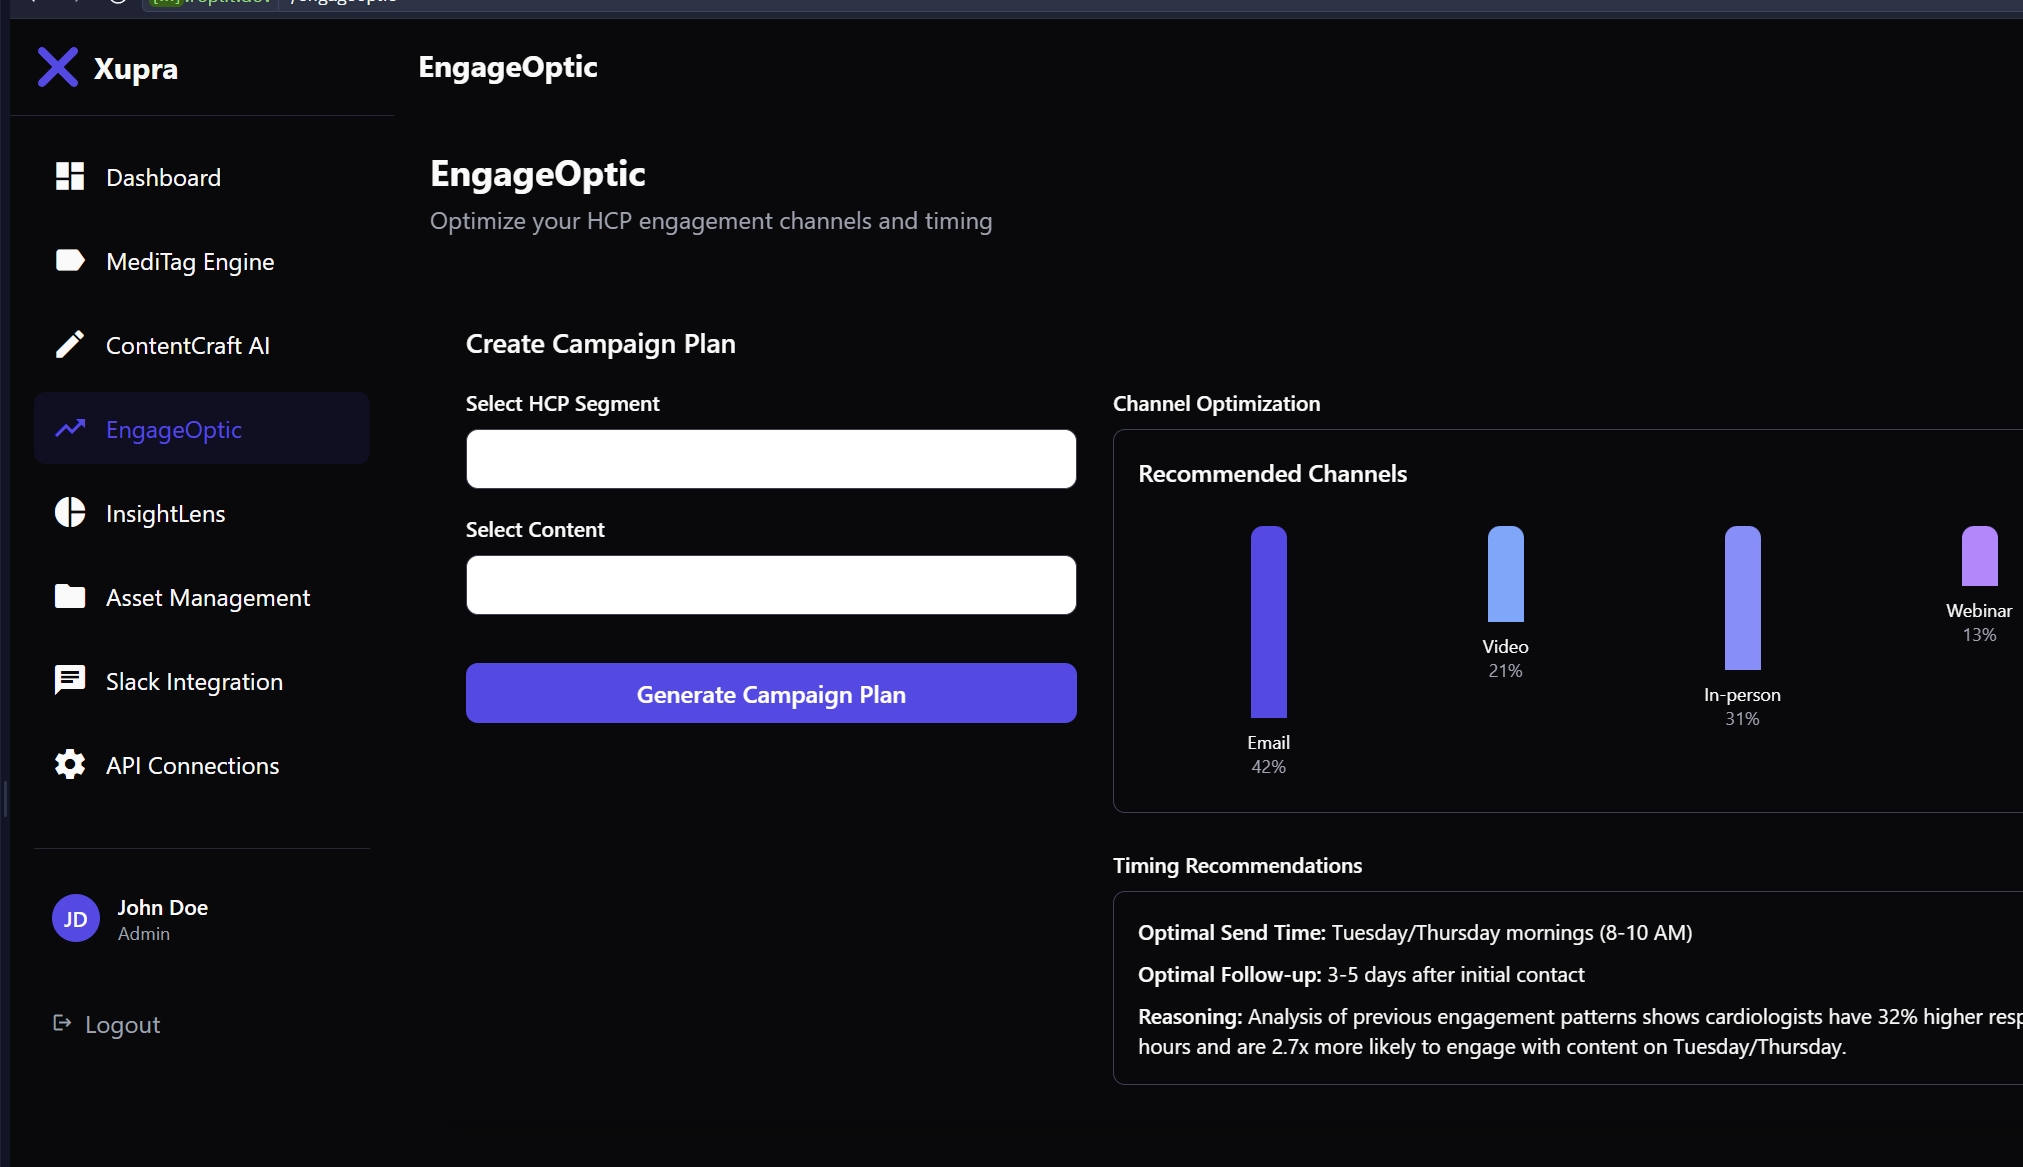 Xupra
EngageOptic
Dashboard
MediTag Engine
ContentCraft AI
EngageOptic
InsightLens
Asset Management
Slack Integration
API Connections
JD
John Doe
Admin
Logout
EngageOptic
Optimize your HCP engagement channels and timing
Create Campaign Plan
Select HCP Segment
Select Content
Generate Campaign Plan
Channel Optimization
Recommended Channels
Email
42%
Video
21%
In-person
31%
Webinar
13%
Timing Recommendations
Optimal Send Time: Tuesday/Thursday mornings (8-10 AM)
Optimal Follow-up: 3-5 days after initial contact
Reasoning: Analysis of previous engagement patterns shows cardiologists have 32% higher
hours and are 2.7x more likely to engage with content on Tuesday/Thursday.